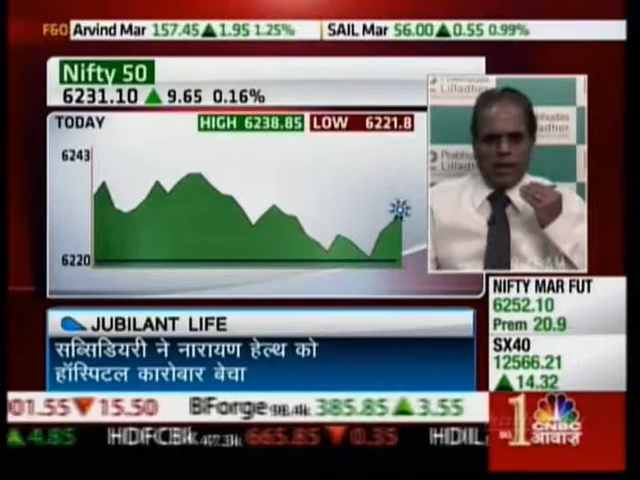 F&O Arvind Mar 157.45 ▲ 1.95 1.25% SAIL Mar 56.00 ▲ 0.55 0.99%
Nifty 50
6231.10 ▲ 9.65 0.16%
TODAY HIGH 6238.85 LOW 6221.8
6243
6220
Prabhudas
Lilladher
NIFTY MAR FUT
6252.10
Prem 20.9
SX40
12566.21
▲ 14.32
JUBILANT LIFE
सब्सिडियरी ने नारायण हेल्थ को
हॉस्पिटल कारोबार बेचा
01.55 ▼ 15.50 BForge 385.85 ▲ 3.55
▲ 4.85 HDFCBk 665.85 ▼ 0.35 HDIL
1
CNBC
आवाज़